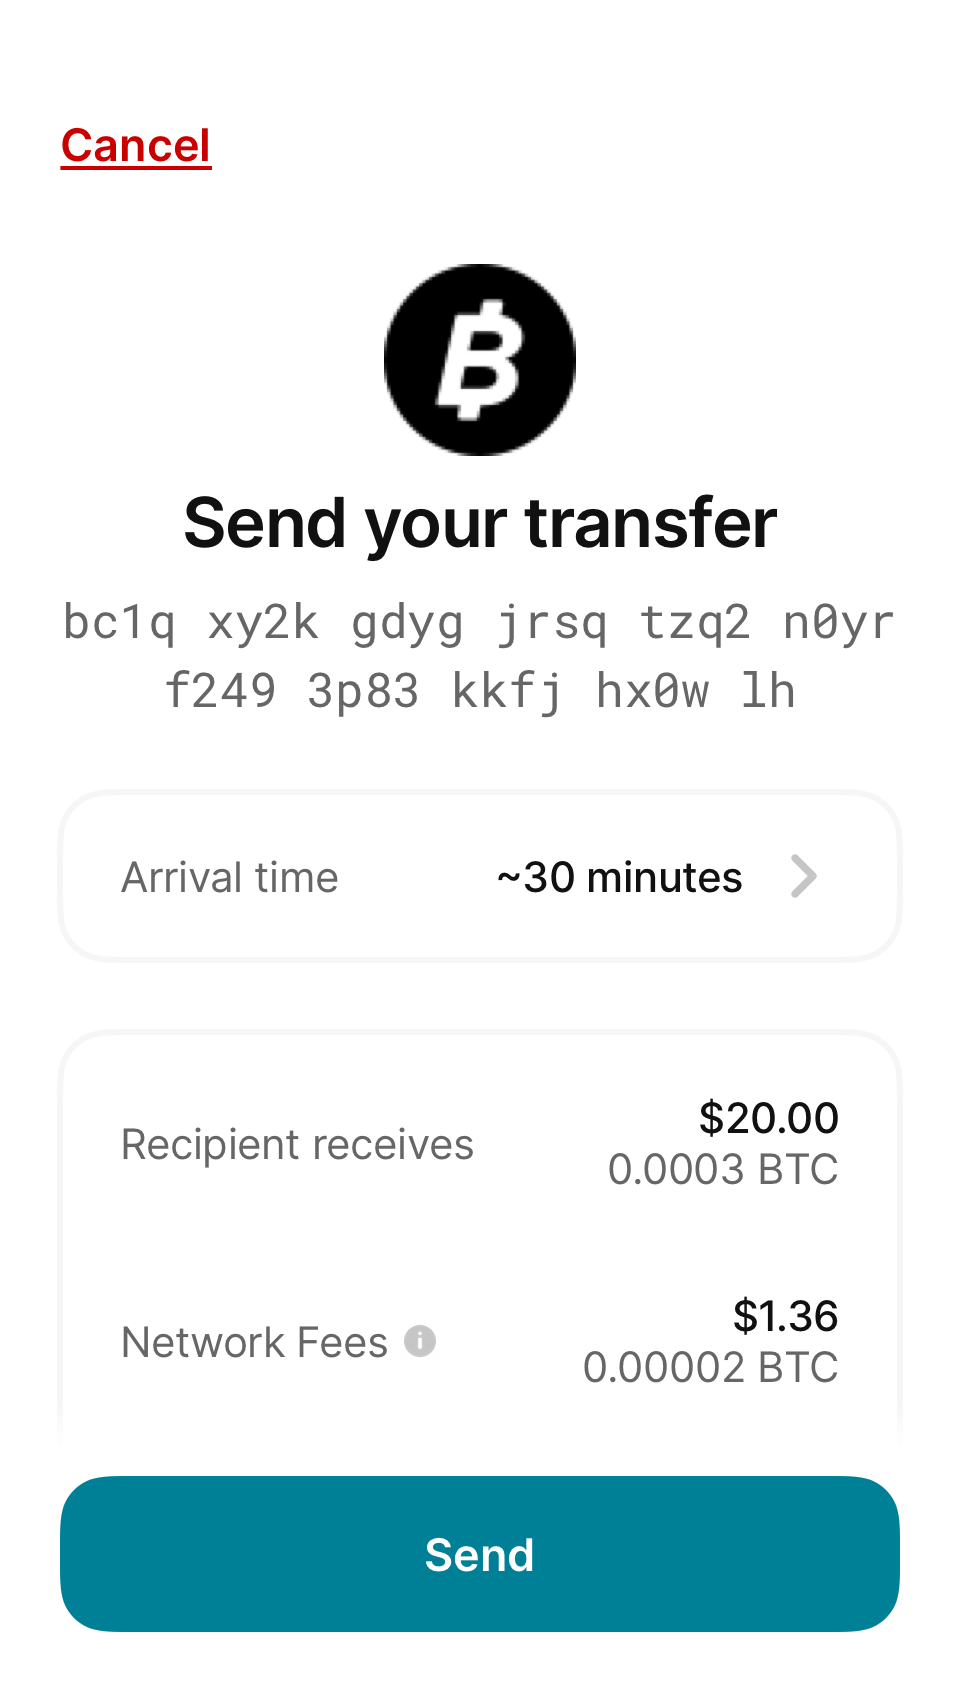 Cancel
Send your transfer
bc1q xy2k gdyg jrsq tzq2 n0yr
f249 3p83 kkfj hx0w lh
Arrival time ~30 minutes
Recipient receives $20.00
0.0003 BTC
Network Fees $1.36
0.00002 BTC
Send